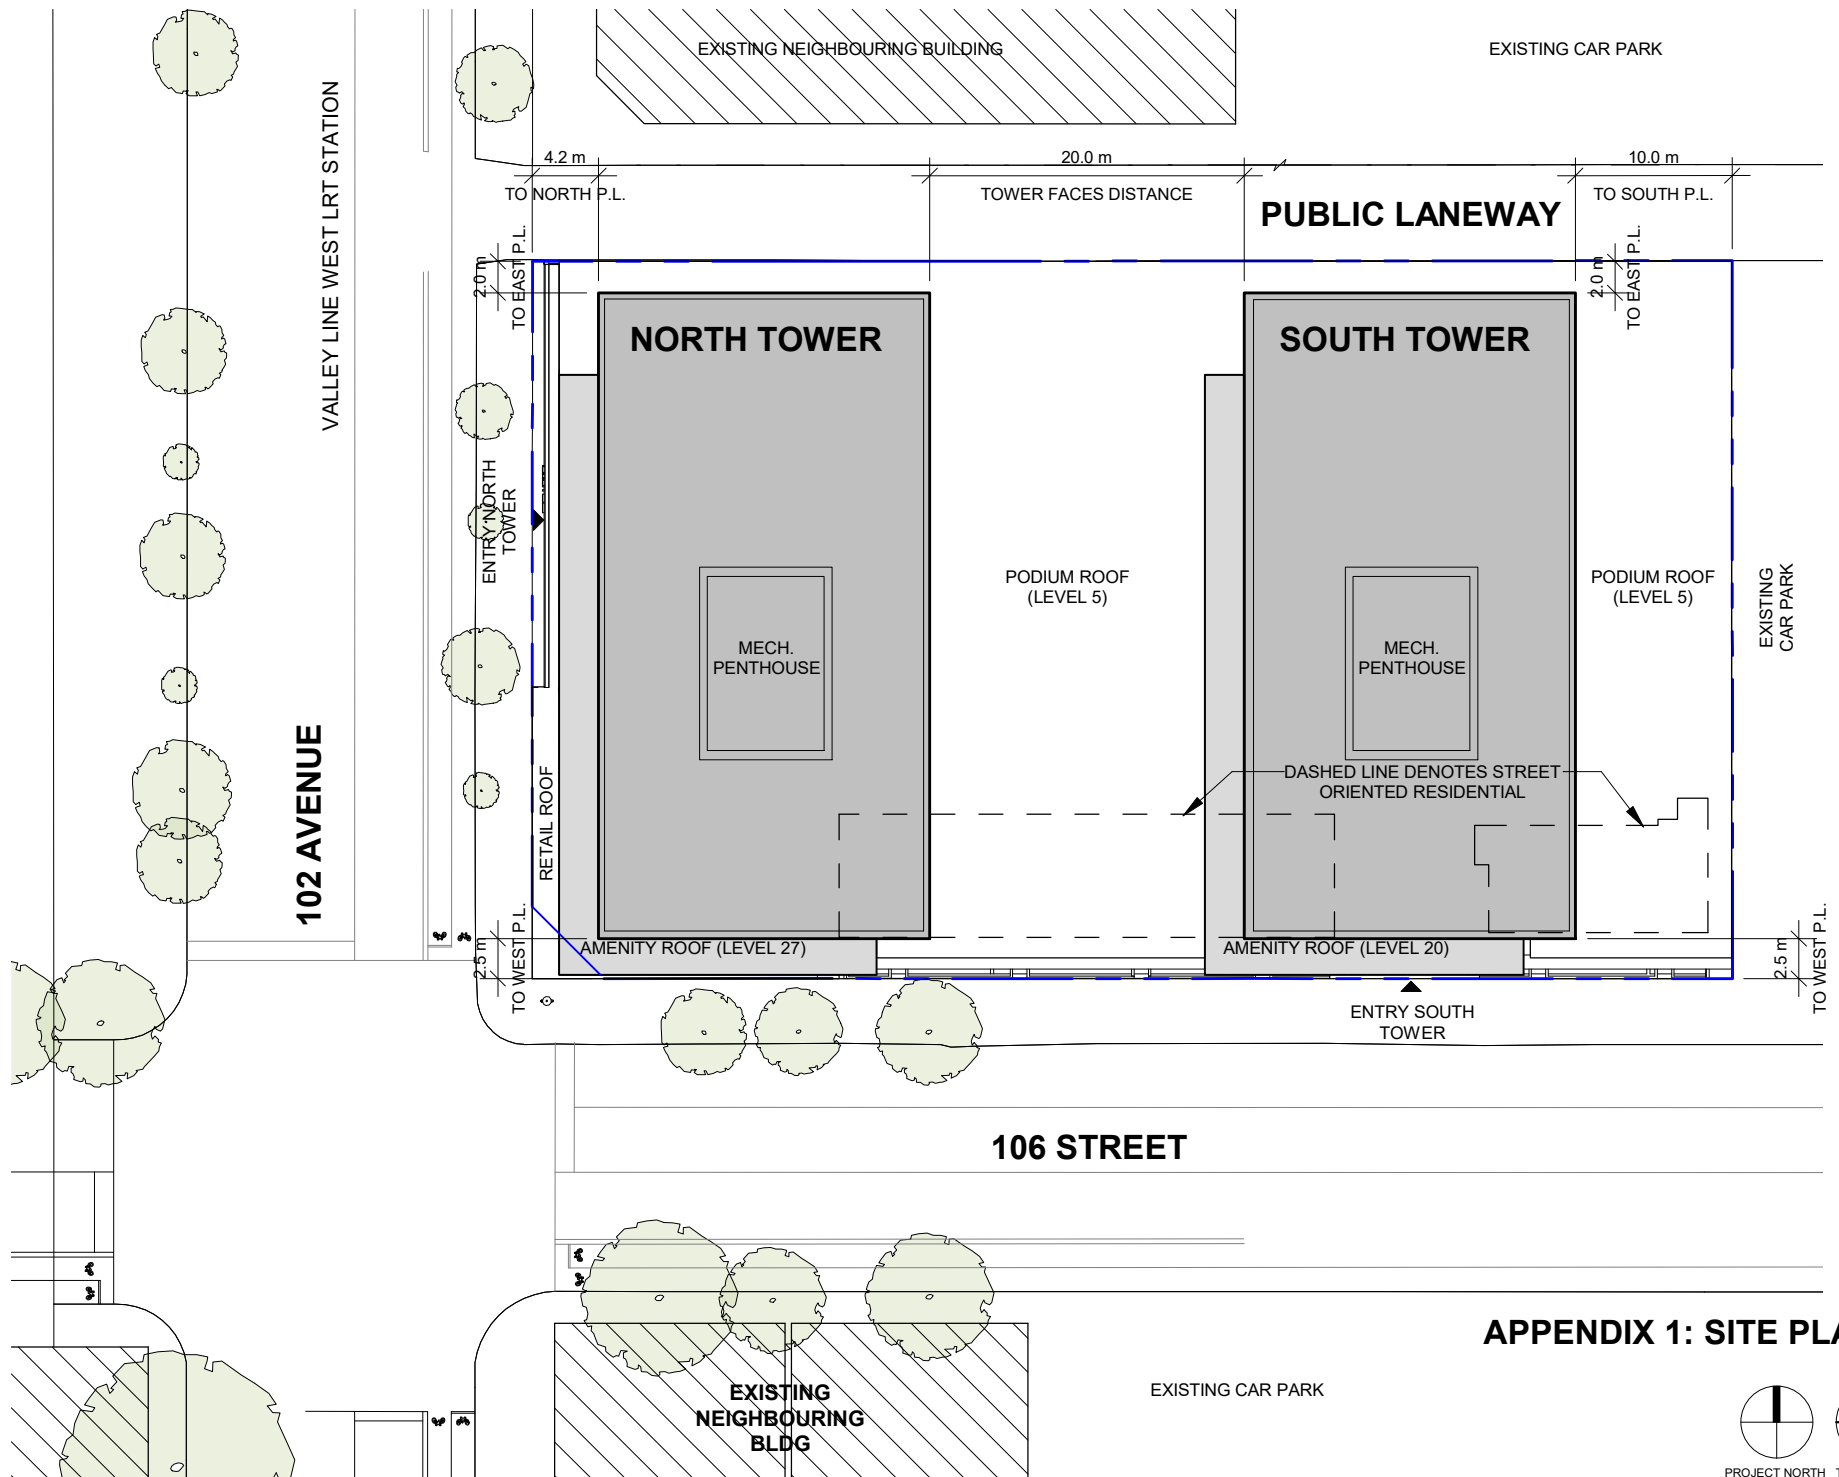 EXISTING NEIGHBOURING BUILDING
EXISTING CAR PARK
VALLEY LINE WEST LRT STATION
4.2 m
20.0 m
10.0 m
TO NORTH P.L.
TOWER FACES DISTANCE
TO SOUTH P.L.
PUBLIC LANEWAY
2.0 m
TO EAST P.L.
2.0 m
TO EAST P.L.
NORTH TOWER
SOUTH TOWER
ENTRY NORTH
TOWER
PODIUM ROOF
(LEVEL 5)
PODIUM ROOF
(LEVEL 5)
EXISTING
CAR PARK
MECH.
PENTHOUSE
MECH.
PENTHOUSE
102 AVENUE
RETAIL ROOF
DASHED LINE DENOTES STREET
ORIENTED RESIDENTIAL
2.5 m
TO WEST P.L.
AMENITY ROOF (LEVEL 27)
AMENITY ROOF (LEVEL 20)
2.5 m
TO WEST P.L.
ENTRY SOUTH
TOWER
106 STREET
APPENDIX 1: SITE PLA
EXISTING
NEIGHBOURING
BLDG
EXISTING CAR PARK
PROJECT NORTH